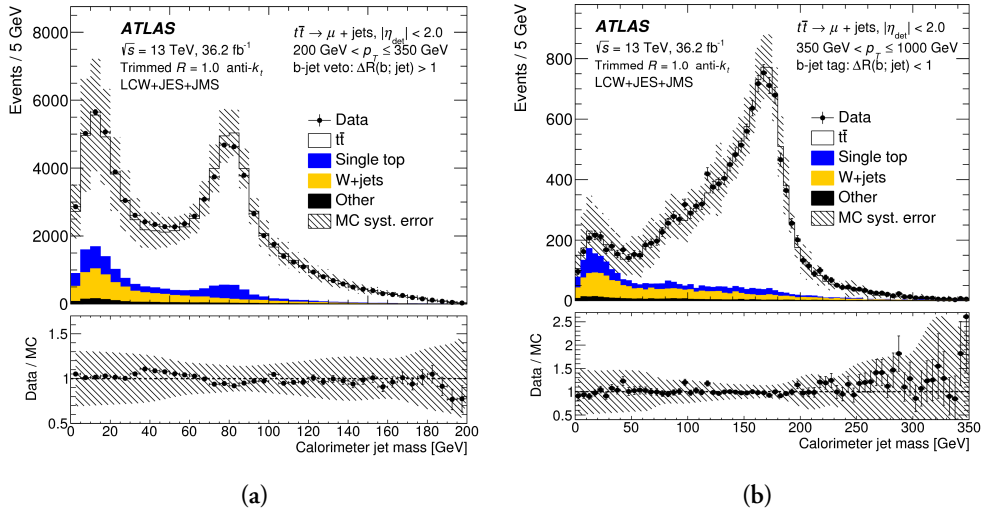 ATLAS
√s = 13 TeV, 36.2 fb⁻¹
Trimmed R = 1.0 anti-kₜ
LCW+JES+JMS
tt̄ → μ + jets, |η_det| < 2.0
200 GeV < p_T ≤ 350 GeV
b-jet veto: ΔR(b; jet) > 1
Data
tt̄
Single top
W+jets
Other
MC syst. error
Events / 5 GeV
8000
6000
4000
2000
0
Data / MC
1.5
1
0.5
0 20 40 60 80 100 120 140 160 180 200
Calorimeter jet mass [GeV]
(a)
ATLAS
√s = 13 TeV, 36.2 fb⁻¹
Trimmed R = 1.0 anti-kₜ
LCW+JES+JMS
tt̄ → μ + jets, |η_det| < 2.0
350 GeV < p_T ≤ 1000 GeV
b-jet tag: ΔR(b; jet) < 1
Data
tt̄
Single top
W+jets
Other
MC syst. error
Events / 5 GeV
800
600
400
200
0
Data / MC
2.5
2
1.5
1
0.5
0 50 100 150 200 250 300 350
Calorimeter jet mass [GeV]
(b)